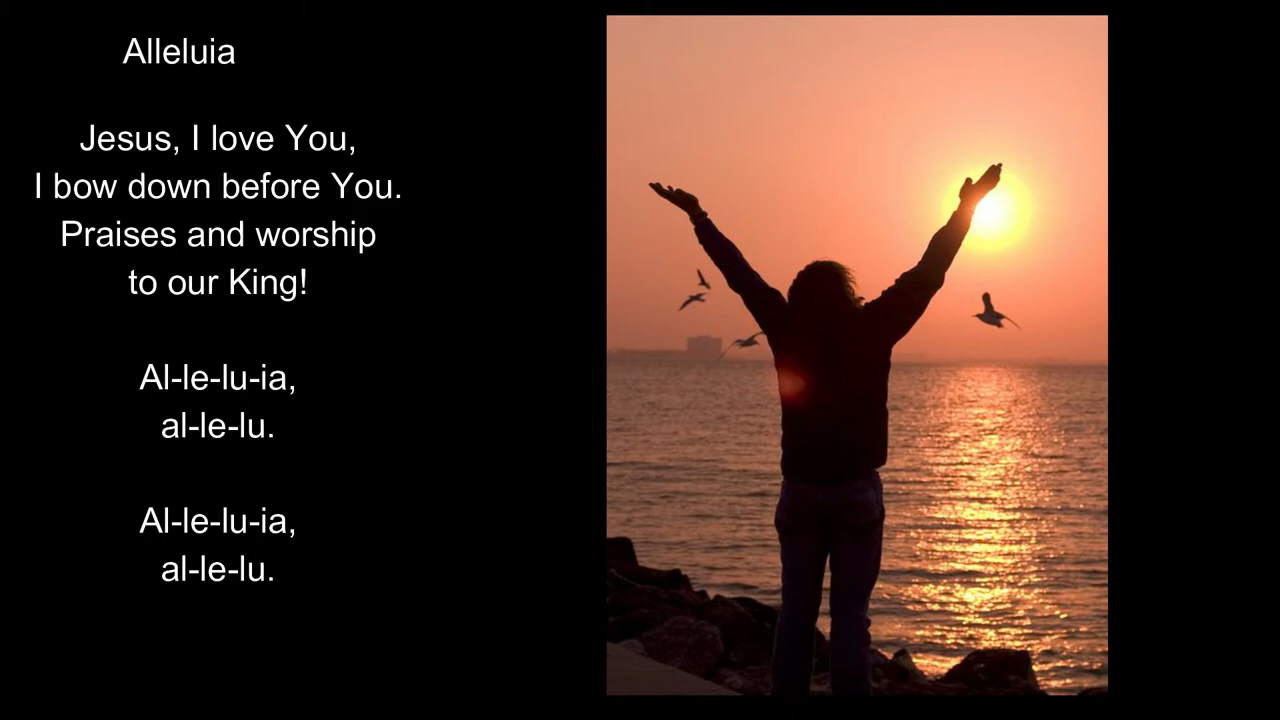 Alleluia
Jesus, I love You,
I bow down before You.
Praises and worship
to our King!
Al-le-lu-ia,
al-le-lu.
Al-le-lu-ia,
al-le-lu.